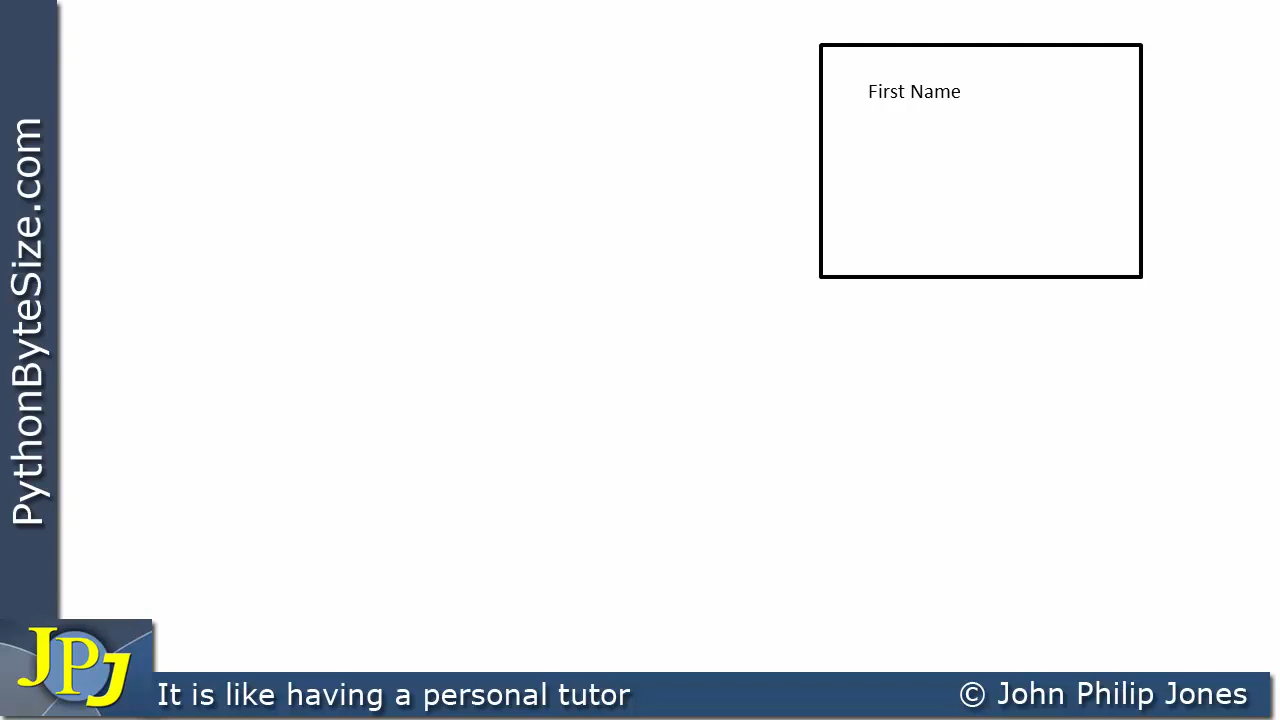 First Name
PythonByteSize.com
JPJ
It is like having a personal tutor
© John Philip Jones